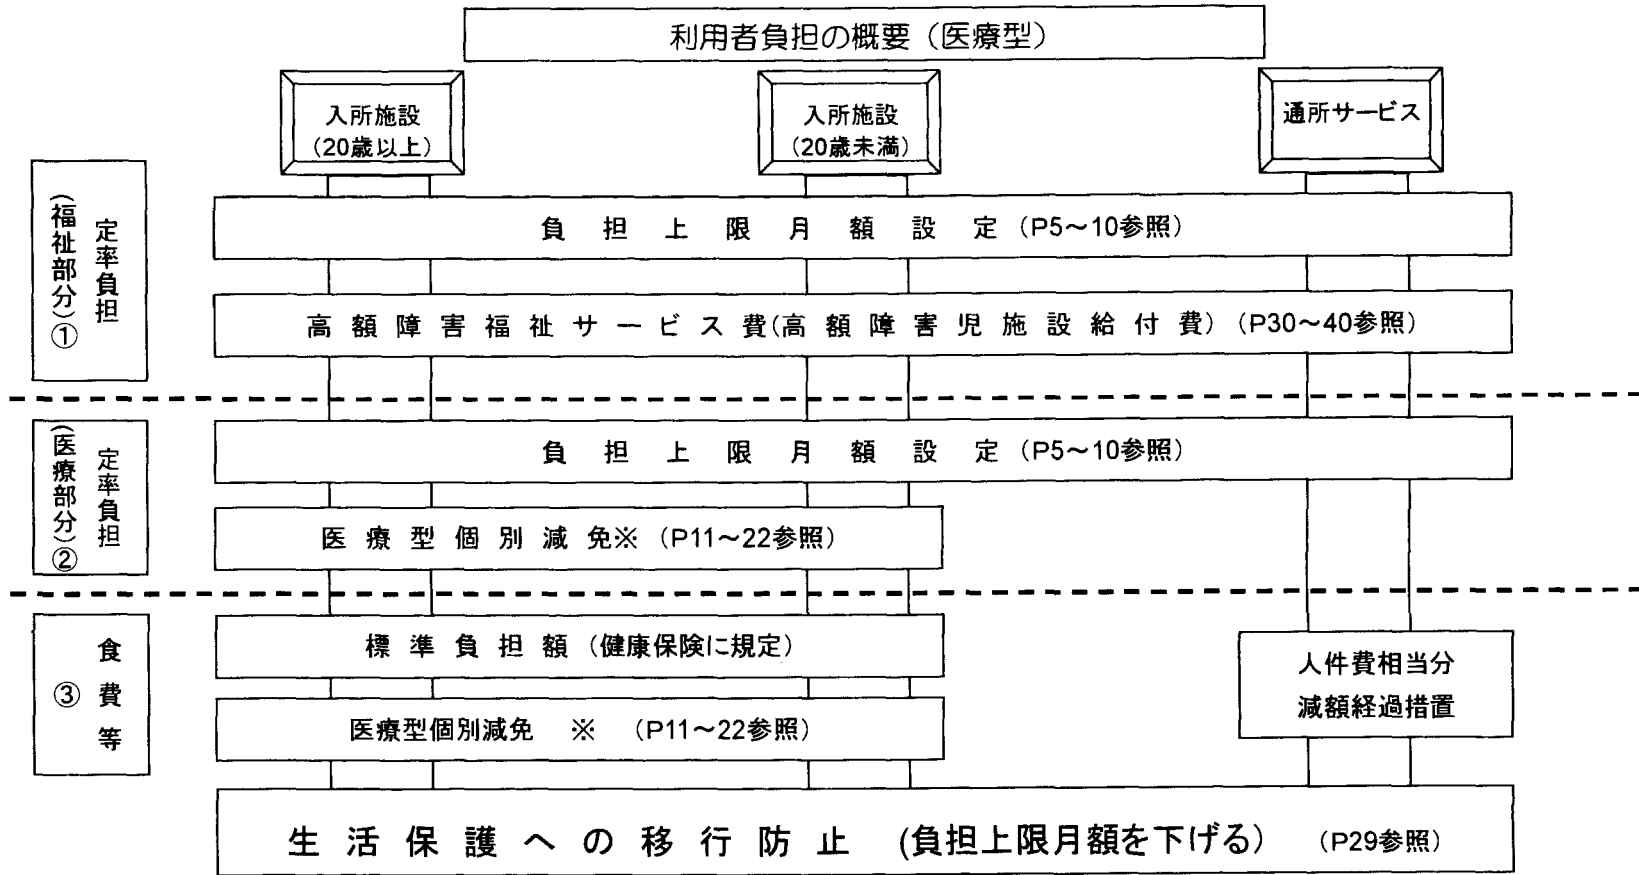 利用者負担の概要（医療型）
入所施設
（20歳以上）
入所施設
（20歳未満）
通所サービス
定率負担
（福祉部分）①
負担上限月額設定（P5～10参照）
高額障害福祉サービス費（高額障害児施設給付費）（P30～40参照）
定率負担
（医療部分）②
負担上限月額設定（P5～10参照）
医療型個別減免※（P11～22参照）
食費等
③
標準負担額（健康保険に規定）
人件費相当分
減額経過措置
医療型個別減免　※　（P11～22参照）
生活保護への移行防止（負担上限月額を下げる）（P29参照）